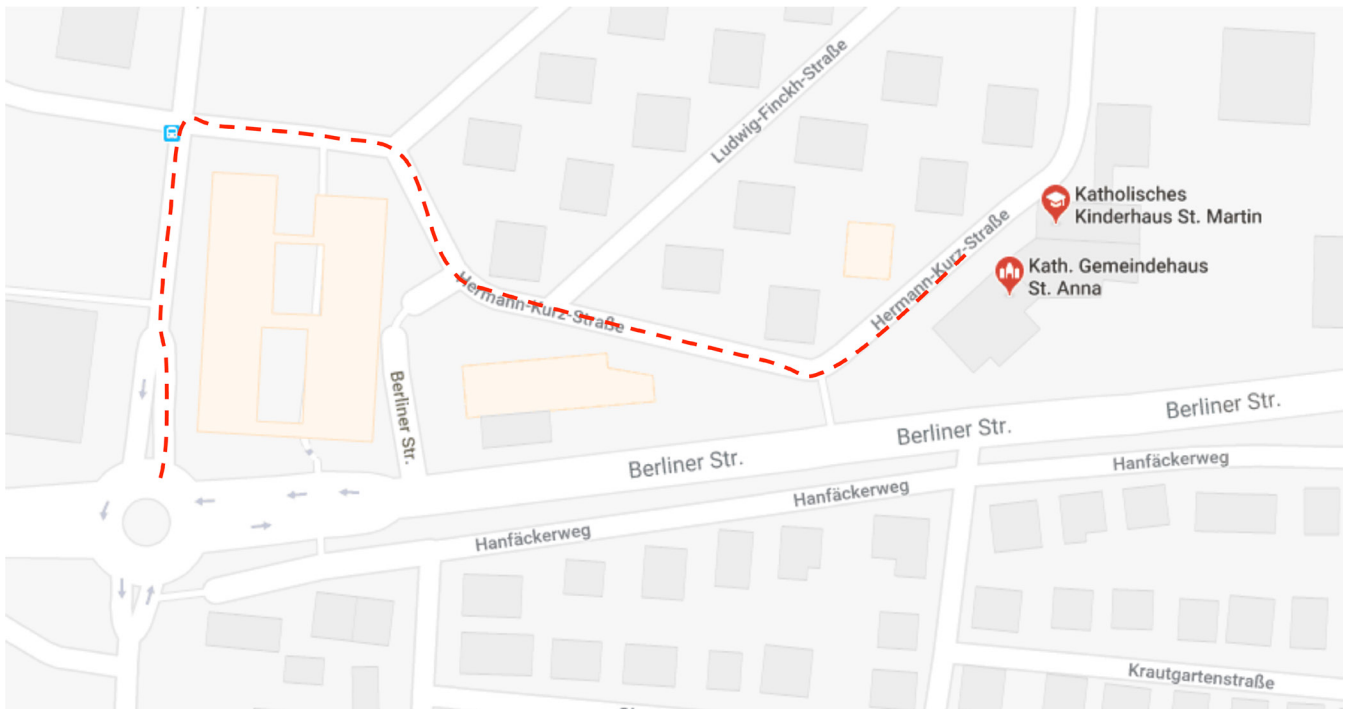 Ludwig-Finckh-Straße
Katholisches
Kinderhaus St. Martin
Hermann-Kurz-Straße
Kath. Gemeindehaus
St. Anna
Hermann-Kurz-Straße
Berliner Str.
Berliner Str.
Berliner Str.
Berliner Str.
Hanfäckerweg
Hanfäckerweg
Hanfäckerweg
Krautgartenstraße